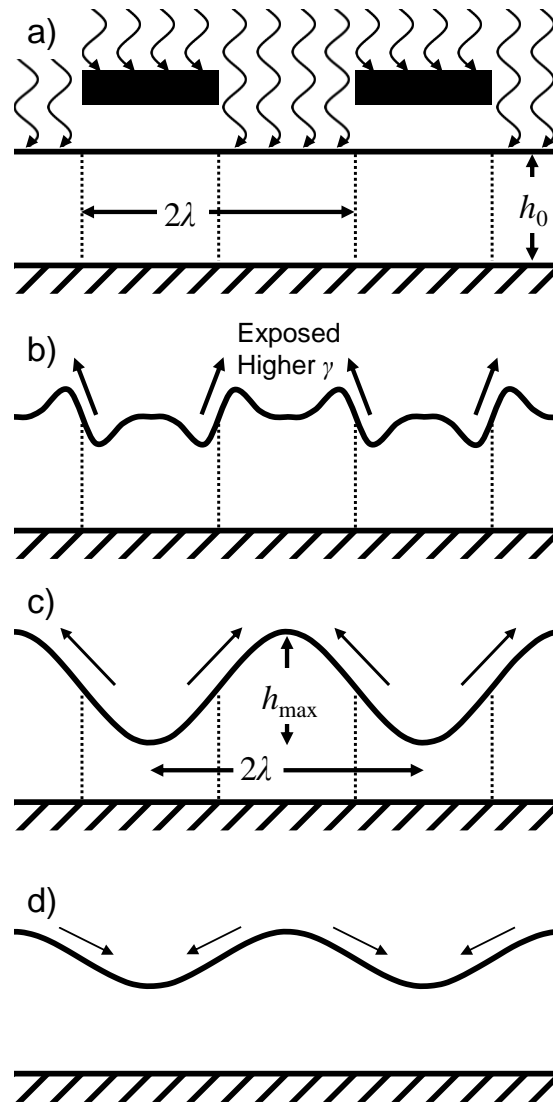 a)
2λ
h₀
b)
Exposed
Higher γ
c)
hₘₐₓ
2λ
d)